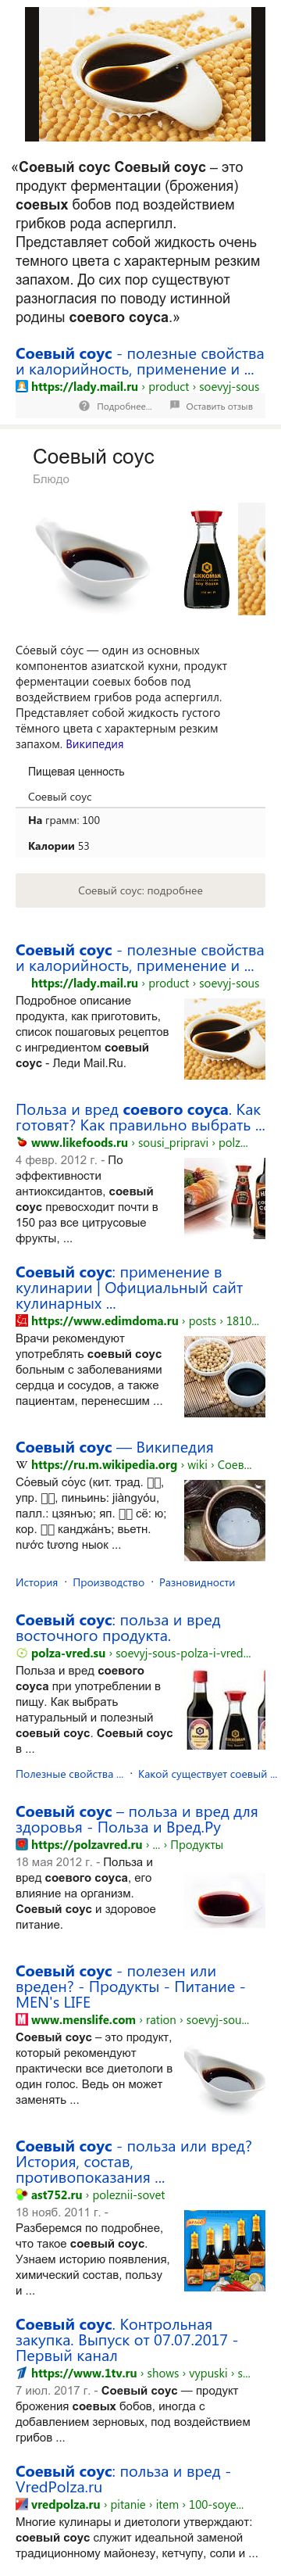 «Соевый соус Соевый соус – это
продукт ферментации (брожения)
соевых бобов под воздействием
грибков рода аспергилл.
Представляет собой жидкость очень
темного цвета с характерным резким
запахом. До сих пор существуют
разногласия по поводу истинной
родины соевого соуса.»
Соевый соус - полезные свойства
и калорийность, применение и ...
https://lady.mail.ru › product › soevyj-sous
Подробнее... Оставить отзыв
Соевый соус
Блюдо
KIKKOMAN
Soy Sauce
Со́евый со́ус — один из основных
компонентов азиатской кухни, продукт
ферментации соевых бобов под
воздействием грибов рода аспергилл.
Представляет собой жидкость густого
тёмного цвета с характерным резким
запахом. Википедия
Пищевая ценность
Соевый соус
На грамм: 100
Калории 53
Соевый соус: подробнее
Соевый соус - полезные свойства
и калорийность, применение и ...
https://lady.mail.ru › product › soevyj-sous
Подробное описание
продукта, как приготовить,
список пошаговых рецептов
с ингредиентом соевый
соус - Леди Mail.Ru.
Польза и вред соевого соуса. Как
готовят? Как правильно выбрать ...
www.likefoods.ru › sousi_pripravi › polz...
4 февр. 2012 г. - По
эффективности
антиоксидантов, соевый
соус превосходит почти в
150 раз все цитрусовые
фрукты, ...
Соевый соус: применение в
кулинарии | Официальный сайт
кулинарных ...
https://www.edimdoma.ru › posts › 1810...
Врачи рекомендуют
употреблять соевый соус
больным с заболеваниями
сердца и сосудов, а также
пациентам, перенесшим ...
Соевый соус — Википедия
https://ru.m.wikipedia.org › wiki › Соев...
Со́евый со́ус (кит. трад. ▯▯,
упр. ▯▯, пиньинь: jiàngyóu,
палл.: цзянъю; яп. ▯▯ сё: ю;
кор. ▯▯ канджа́нъ; вьетн.
nước tương ныок ...
История · Производство · Разновидности
Соевый соус: польза и вред
восточного продукта.
polza-vred.su › soevyj-sous-polza-i-vred...
Польза и вред соевого
соуса при употреблении в
пищу. Как выбрать
натуральный и полезный
соевый соус. Соевый соус
в ...
Полезные свойства ... · Какой существует соевый ...
Соевый соус – польза и вред для
здоровья - Польза и Вред.Ру
https://polzavred.ru › ... › Продукты
18 мая 2012 г. - Польза и
вред соевого соуса, его
влияние на организм.
Соевый соус и здоровое
питание.
Соевый соус - полезен или
вреден? - Продукты - Питание -
MEN's LIFE
www.menslife.com › ration › soevyj-sou...
Соевый соус – это продукт,
который рекомендуют
практически все диетологи в
один голос. Ведь он может
заменять ...
Соевый соус - польза или вред?
История, состав,
противопоказания ...
ast752.ru › poleznii-sovet
18 нояб. 2011 г. -
Разберемся по подробнее,
что такое соевый соус.
Узнаем историю появления,
химический состав, пользу
и ...
Соевый соус. Контрольная
закупка. Выпуск от 07.07.2017 -
Первый канал
https://www.1tv.ru › shows › vypuski › s...
7 июл. 2017 г. - Соевый соус — продукт
брожения соевых бобов, иногда с
добавлением зерновых, под воздействием
грибов ...
Соевый соус: польза и вред -
VredPolza.ru
vredpolza.ru › pitanie › item › 100-soye...
Многие кулинары и диетологи утверждают:
соевый соус служит идеальной заменой
традиционному майонезу, кетчупу, соли и ...